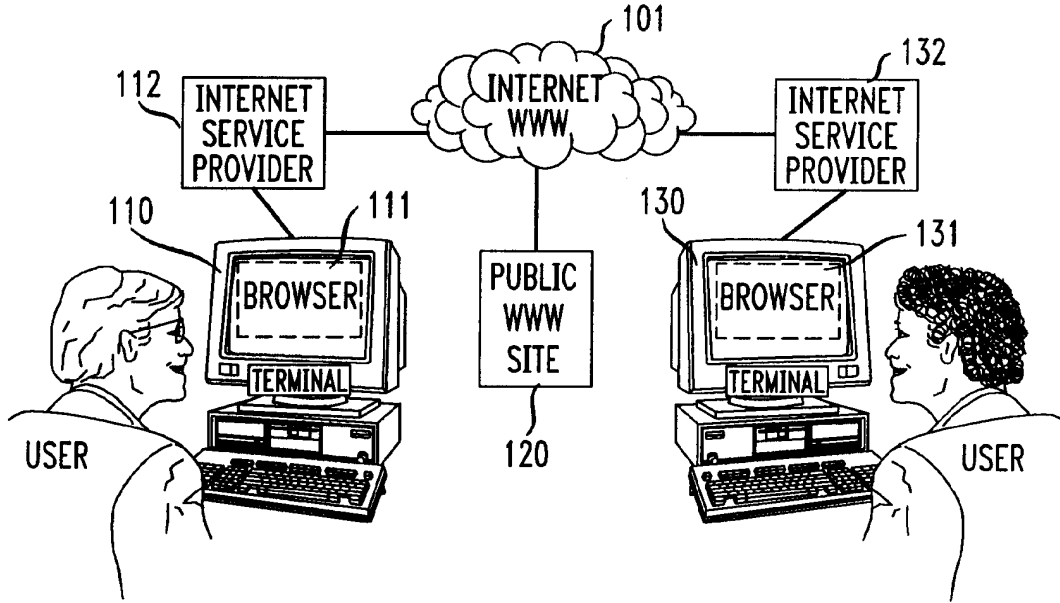 101
112
132
INTERNET
SERVICE
PROVIDER
INTERNET
WWW
INTERNET
SERVICE
PROVIDER
110
111
130
131
BROWSER
PUBLIC
WWW
SITE
BROWSER
TERMINAL
TERMINAL
USER
120
USER